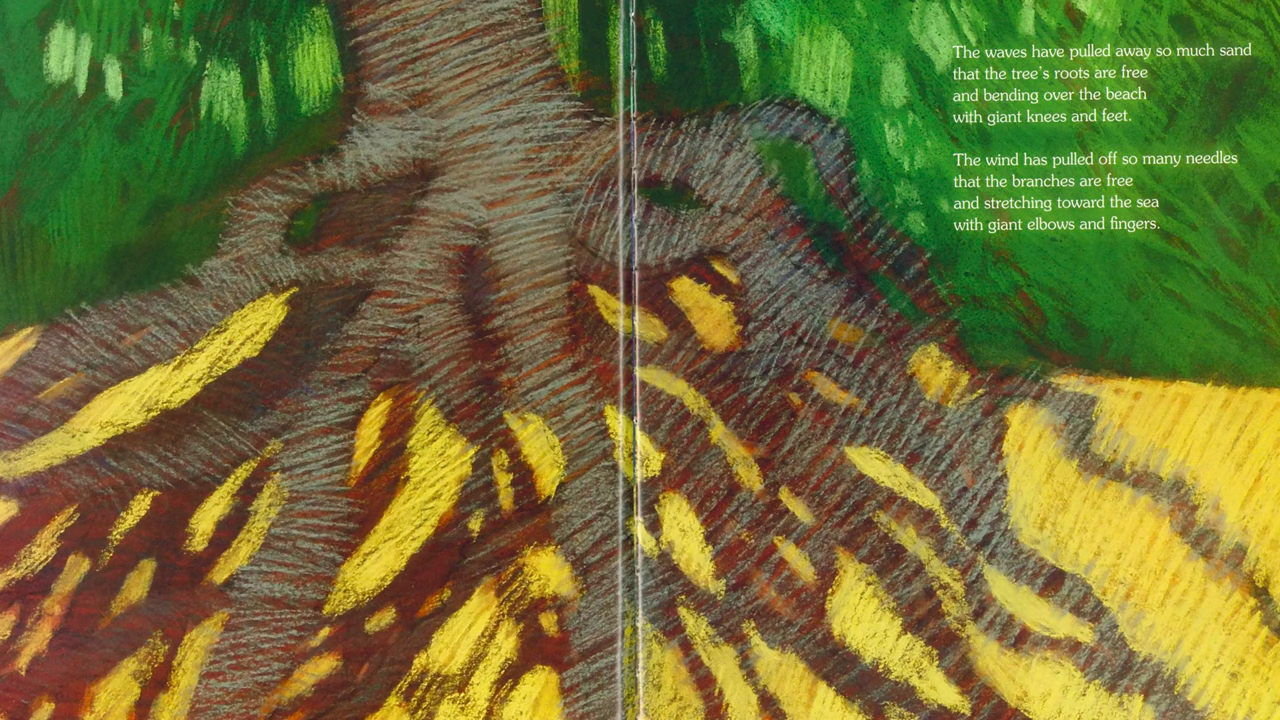 The waves have pulled away so much sand
that the tree's roots are free
and bending over the beach
with giant knees and feet.
The wind has pulled off so many needles
that the branches are free
and stretching toward the sea
with giant elbows and fingers.